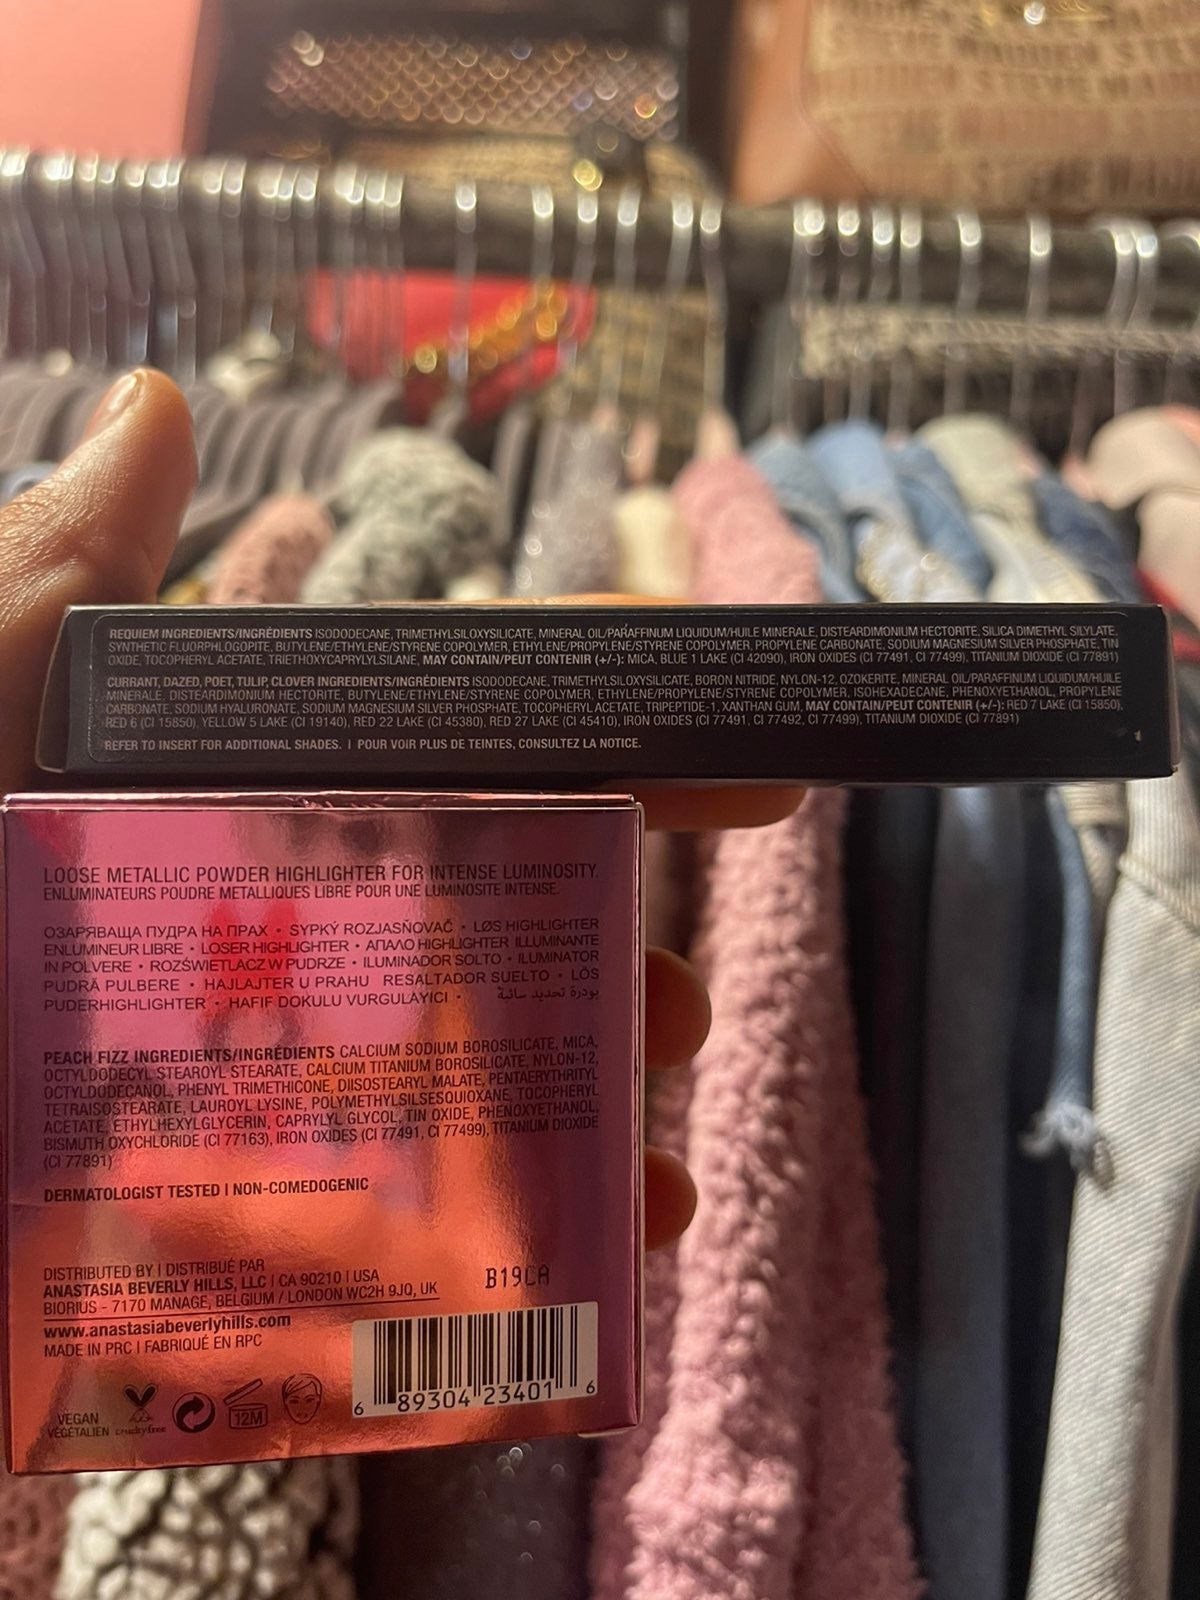 STEVE MADDEN
REQUIEM INGREDIENTS/INGRÉDIENTS ISODODECANE, TRIMETHYLSILOXYSILICATE, MINERAL OIL/PARAFFINUM LIQUIDUM/HUILE MINERALE, DISTEARDIMONIUM HECTORITE, SILICA DIMETHYL SILYLATE,
SYNTHETIC FLUORPHLOGOPITE, BUTYLENE/ETHYLENE/STYRENE COPOLYMER, ETHYLENE/PROPYLENE/STYRENE COPOLYMER, PROPYLENE CARBONATE, SODIUM MAGNESIUM SILVER PHOSPHATE, TIN
OXIDE, TOCOPHERYL ACETATE, TRIETHOXYCAPRYLYLSILANE, MAY CONTAIN/PEUT CONTENIR (+/-): MICA, BLUE 1 LAKE (CI 42090), IRON OXIDES (CI 77491, CI 77499), TITANIUM DIOXIDE (CI 77891)
CURRANT, DAZED, POET, TULIP, CLOVER INGREDIENTS/INGRÉDIENTS ISODODECANE, TRIMETHYLSILOXYSILICATE, BORON NITRIDE, NYLON-12, OZOKERITE, MINERAL OIL/PARAFFINUM LIQUIDUM/HUILE
MINERALE, DISTEARDIMONIUM HECTORITE, BUTYLENE/ETHYLENE/STYRENE COPOLYMER, ETHYLENE/PROPYLENE/STYRENE COPOLYMER, ISOHEXADECANE, PHENOXYETHANOL, PROPYLENE
CARBONATE, SODIUM HYALURONATE, SODIUM MAGNESIUM SILVER PHOSPHATE, TOCOPHERYL ACETATE, TRIPEPTIDE-1, XANTHAN GUM, MAY CONTAIN/PEUT CONTENIR (+/-): RED 7 LAKE (CI 15850),
RED 6 (CI 15850), YELLOW 5 LAKE (CI 19140), RED 22 LAKE (CI 45380), RED 27 LAKE (CI 45410), IRON OXIDES (CI 77491, CI 77492, CI 77499), TITANIUM DIOXIDE (CI 77891)
REFER TO INSERT FOR ADDITIONAL SHADES. | POUR VOIR PLUS DE TEINTES, CONSULTEZ LA NOTICE.
LOOSE METALLIC POWDER HIGHLIGHTER FOR INTENSE LUMINOSITY.
ENLUMINATEURS POUDRE METALLIQUES LIBRE POUR UNE LUMINOSITE INTENSE.
ОЗАРЯВАЩА ПУДРА НА ПРАХ • SYPKÝ ROZJASŇOVAČ • LØS HIGHLIGHTER
ENLUMINEUR LIBRE • LOSER HIGHLIGHTER • ΑΠΑΛΟ HIGHLIGHTER ILLUMINANTE
IN POLVERE • ROZŚWIETLACZ W PUDRZE • ILUMINADOR SOLTO • ILUMINATOR
PUDRĂ PULBERE • HAJLAJTER U PRAHU RESALTADOR SUELTO • LÖS
PUDERHIGHLIGHTER • HAFIF DOKULU VURGULAYICI • بودرة تحديد سائبة
PEACH FIZZ INGREDIENTS/INGRÉDIENTS CALCIUM SODIUM BOROSILICATE, MICA,
OCTYLDODECYL STEAROYL STEARATE, CALCIUM TITANIUM BOROSILICATE, NYLON-12,
OCTYLDODECANOL, PHENYL TRIMETHICONE, DIISOSTEARYL MALATE, PENTAERYTHRITYL
TETRAISOSTEARATE, LAUROYL LYSINE, POLYMETHYLSILSESQUIOXANE, TOCOPHERYL
ACETATE, ETHYLHEXYLGLYCERIN, CAPRYLYL GLYCOL, TIN OXIDE, PHENOXYETHANOL,
BISMUTH OXYCHLORIDE (CI 77163), IRON OXIDES (CI 77491, CI 77499), TITANIUM DIOXIDE
(CI 77891)
DERMATOLOGIST TESTED | NON-COMEDOGENIC
DISTRIBUTED BY | DISTRIBUÉ PAR
ANASTASIA BEVERLY HILLS, LLC | CA 90210 | USA
BIORIUS - 7170 MANAGE, BELGIUM / LONDON WC2H 9JQ, UK
B19CA
www.anastasiabeverlyhills.com
MADE IN PRC | FABRIQUÉ EN RPC
VEGAN
VÉGÉTALIEN
cruelty free
12M
6 89304 23401 6